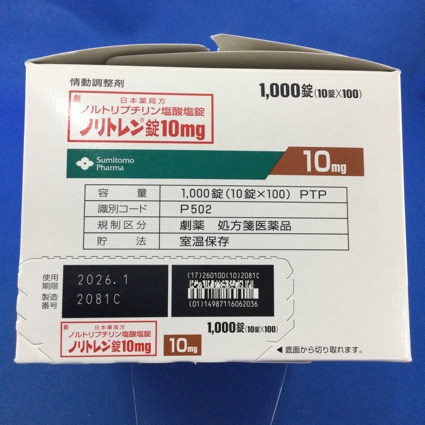 情動調整剤
1,000錠(10錠×100)
劇
日本薬局方
ノルトリプチリン塩酸塩錠
ノリトレン®錠10mg
Sumitomo
Pharma
10mg
容量 1,000錠(10錠×100) PTP
識別コード P502
規制区分 劇薬 処方箋医薬品
貯法 室温保存
使用
期限
2026.1
製造
番号
2081C
(17)260100(10)2081C
(01)14987116062036
劇
日本薬局方
ノルトリプチリン塩酸塩錠
ノリトレン錠10mg
10mg
1,000錠(10錠×100)
◀ 底面から切り取れます。